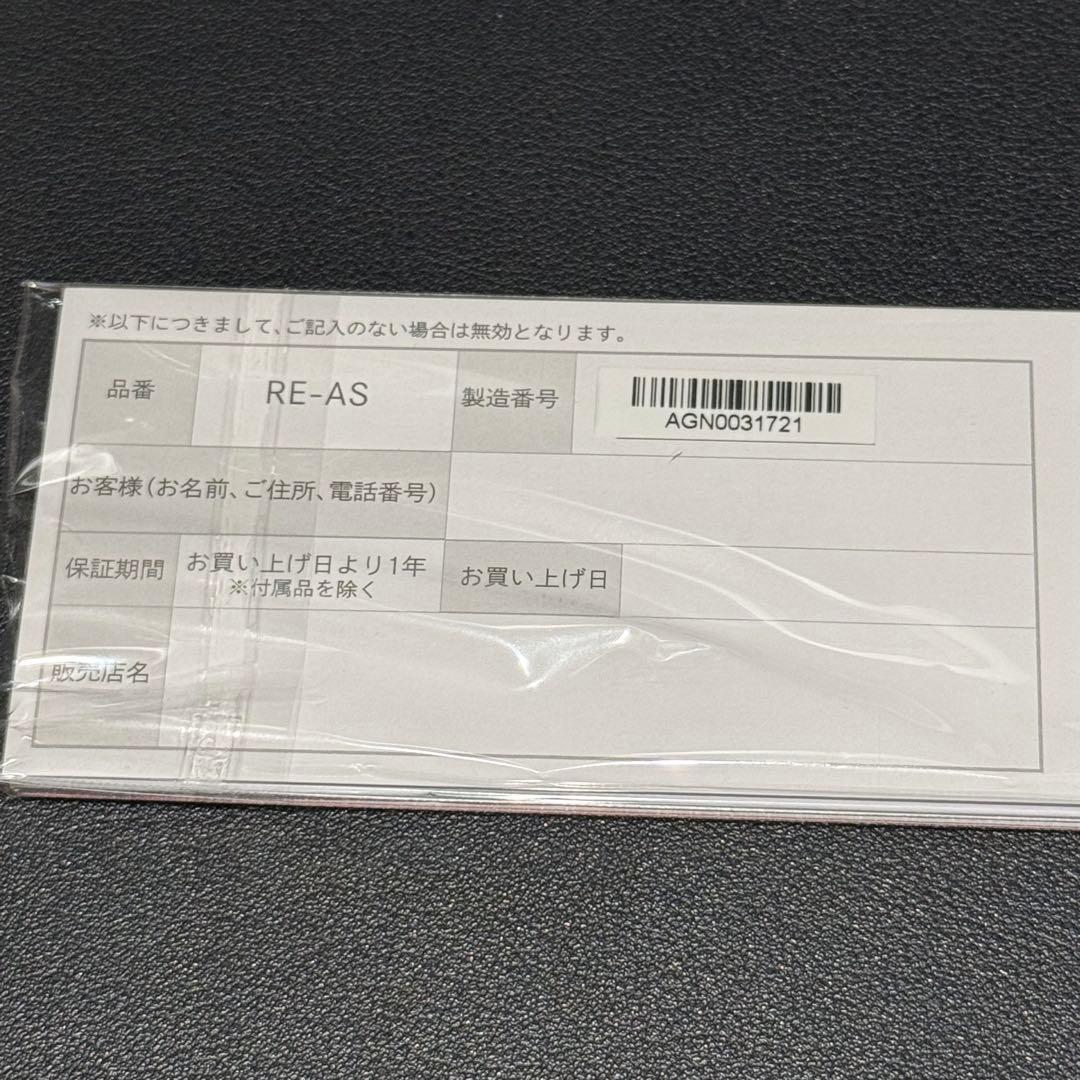 ※以下につきまして、ご記入のない場合は無効となります。
品番
RE-AS
製造番号
AGN0031721
お客様(お名前、ご住所、電話番号)
保証期間
お買い上げ日より1年
※付属品を除く
お買い上げ日
販売店名